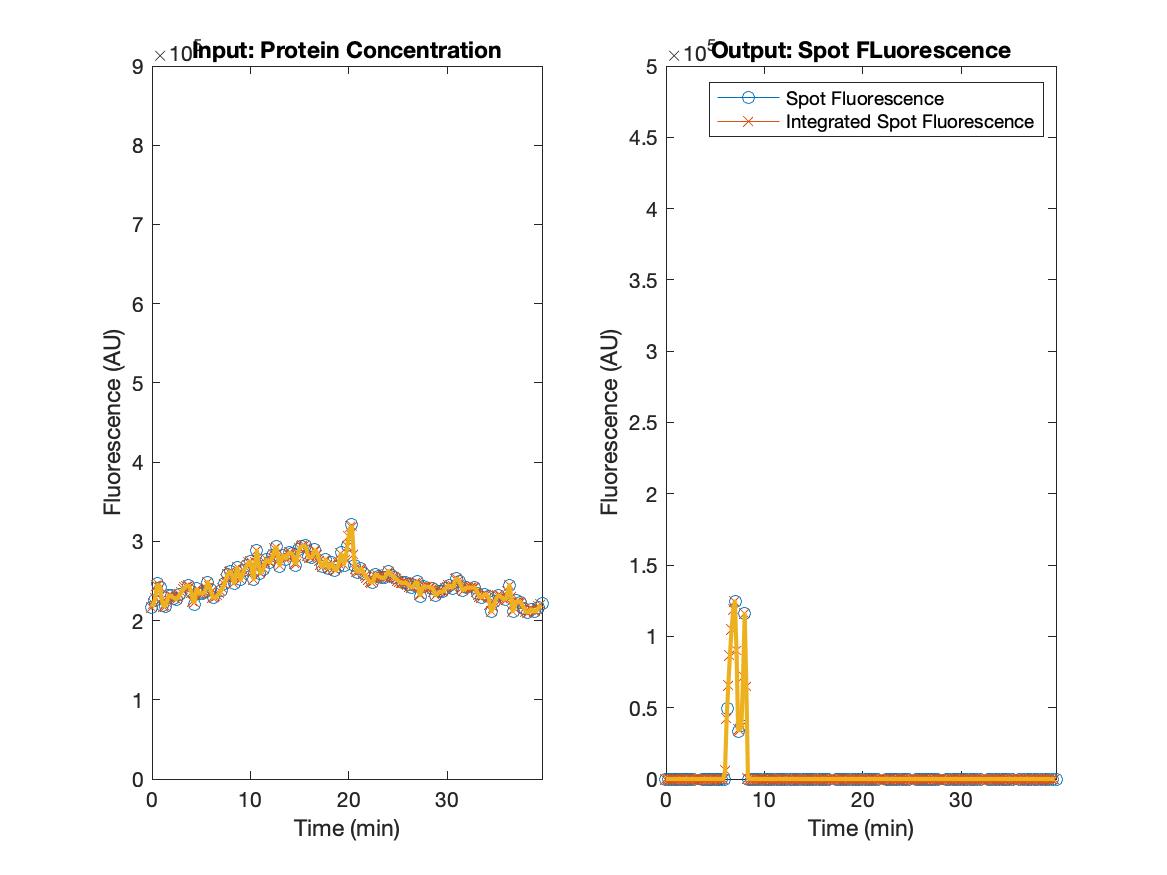 ×10⁵
Input: Protein Concentration
9
8
7
6
5
4
3
2
1
0
0 10 20 30
Time (min)
Fluorescence (AU)
×10⁵
Output: Spot FLuorescence
Spot Fluorescence
Integrated Spot Fluorescence
5
4.5
4
3.5
3
2.5
2
1.5
1
0.5
0
0 10 20 30
Time (min)
Fluorescence (AU)